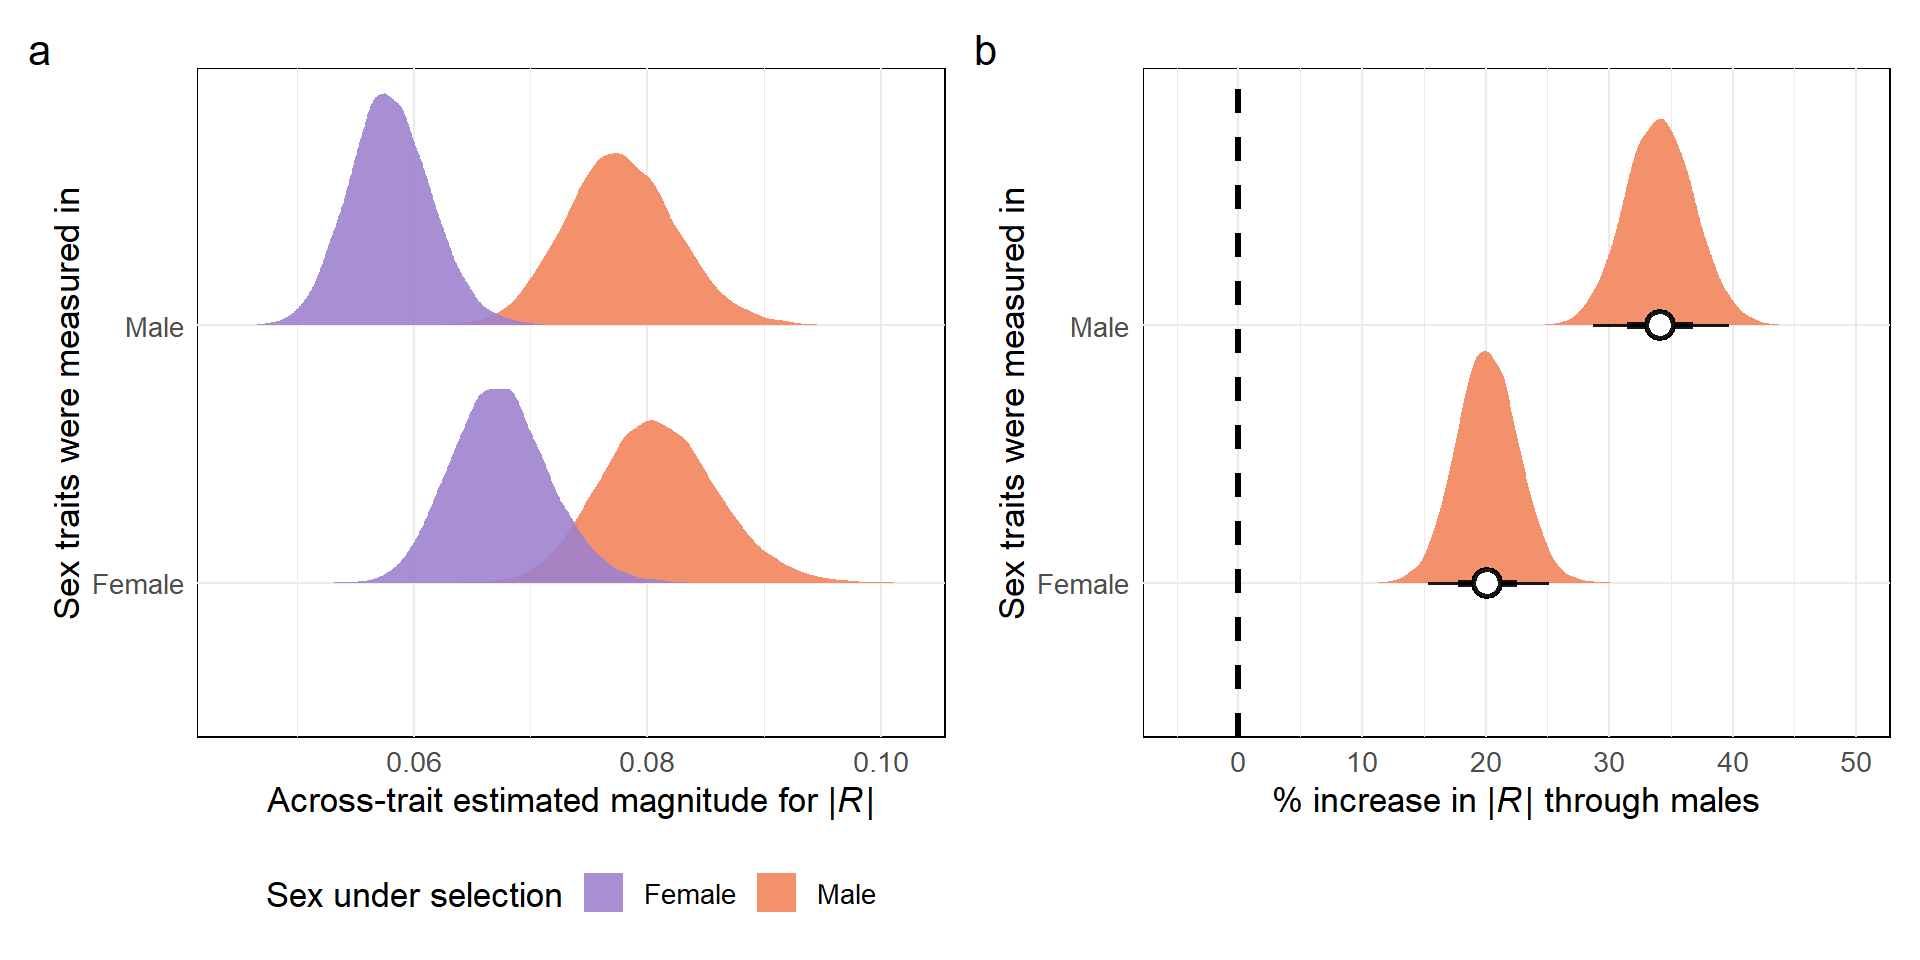 a
Sex traits were measured in
Male
Female
0.06 0.08 0.10
Across-trait estimated magnitude for |R|
Sex under selection Female Male
b
Sex traits were measured in
Male
Female
0 10 20 30 40 50
% increase in |R| through males